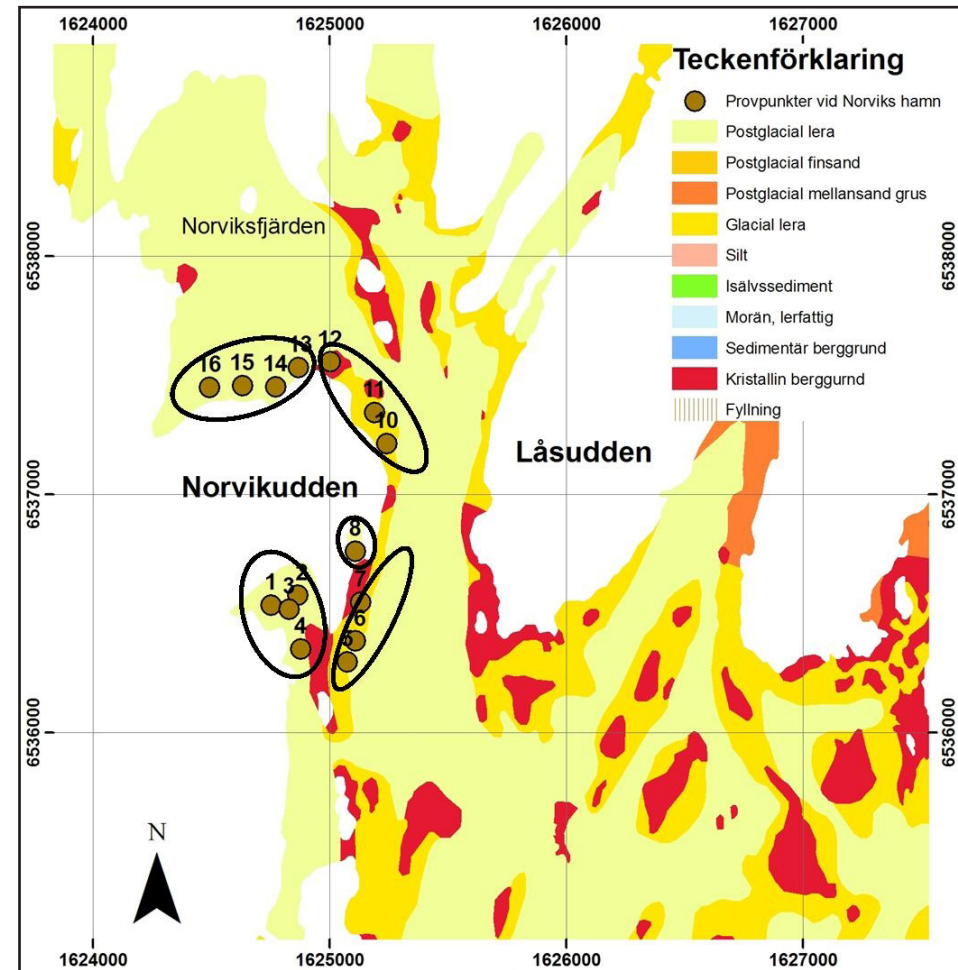 1624000 1625000 1626000 1627000
Teckenförklaring
Provpunkter vid Norviks hamn
Postglacial lera
Postglacial finsand
Postglacial mellansand grus
Glacial lera
Silt
Isälvssediment
Morän, lerfattig
Sedimentär berggrund
Kristallin berggurnd
Fyllning
Norviksfjärden
6538000 6538000
16 15 14 13 12
11
10
Låsudden
Norvikudden
6537000 6537000
8
1 3 2
4
7
6
5
6536000 6536000
N
1624000 1625000 1626000 1627000